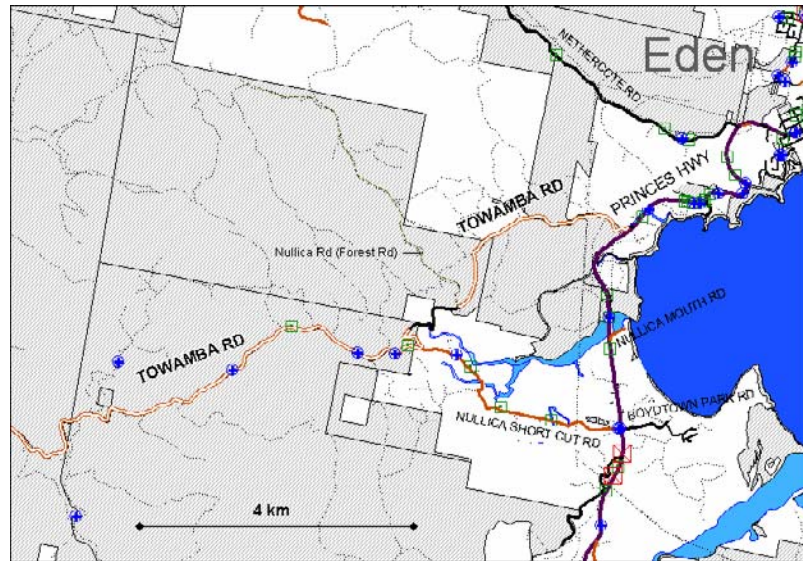 Eden
NETHERCOTE RD
PRINCES HWY
TOWAMBA RD
Nullica Rd (Forest Rd)
NULLICA MOUTH RD
TOWAMBA RD
BOYDTOWN PARK RD
NULLICA SHORT CUT RD
4 km